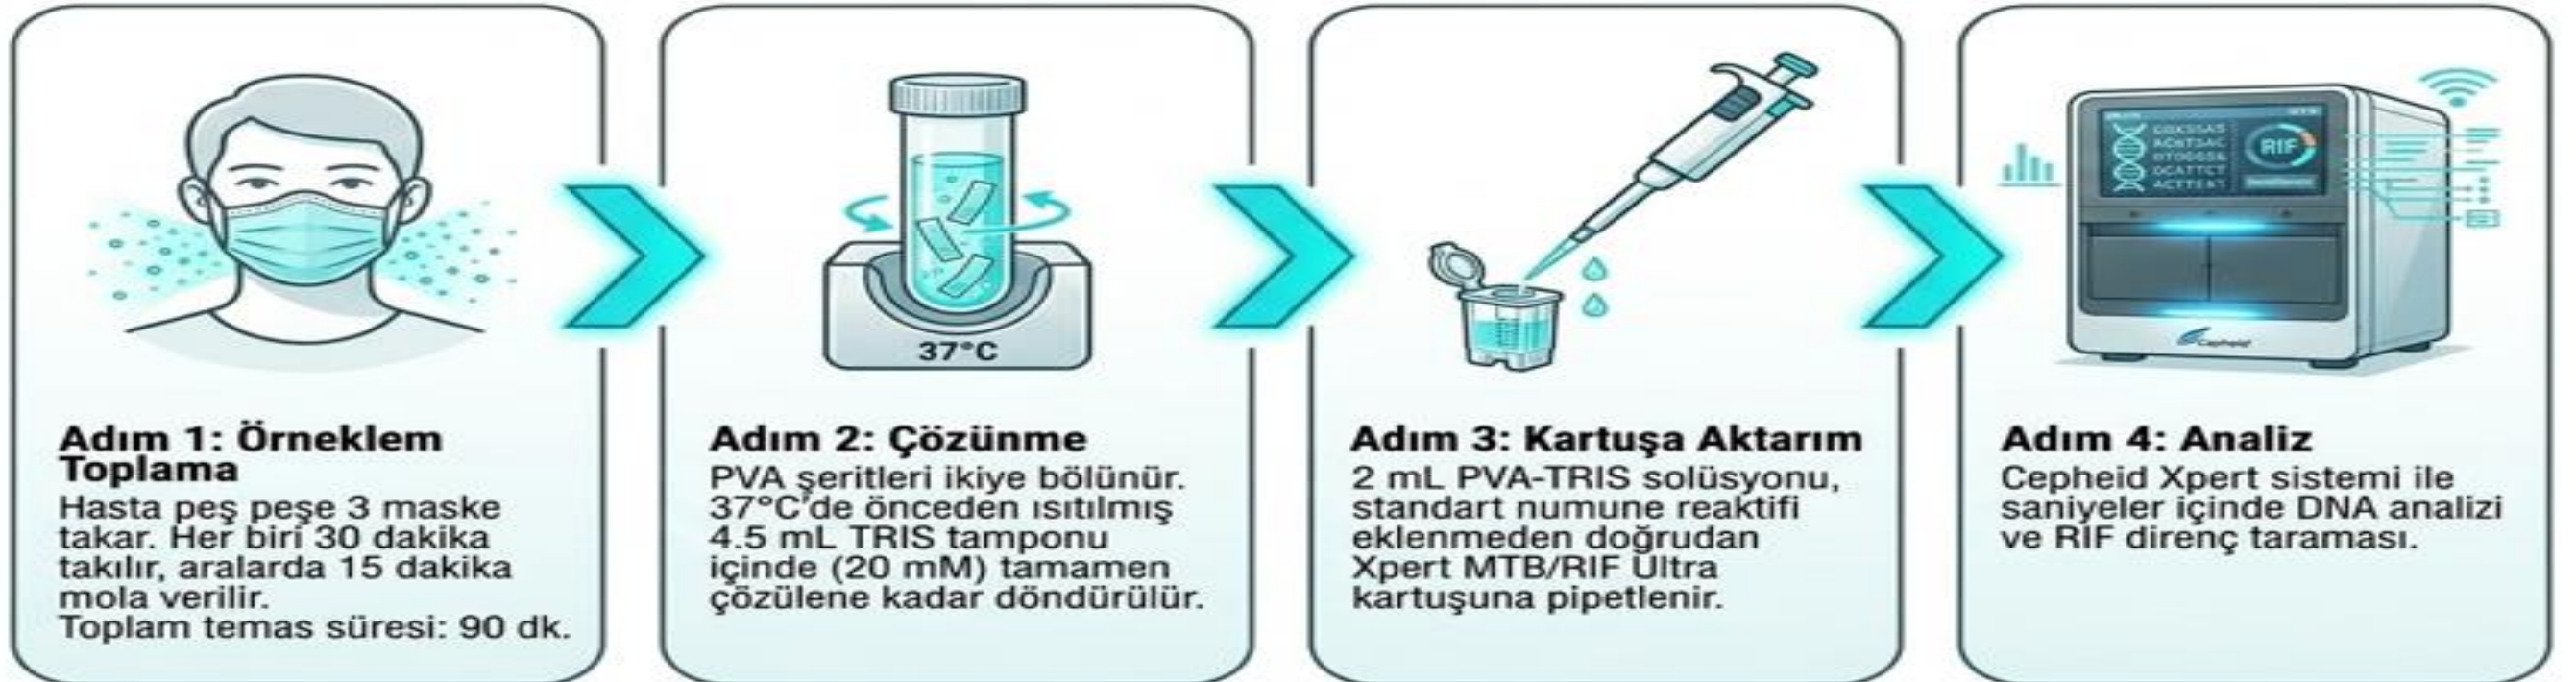 37°C
RIF
Cepheid
Adım 1: Örneklem
Toplama
Hasta peş peşe 3 maske
takar. Her biri 30 dakika
takılır, aralarda 15 dakika
mola verilir.
Toplam temas süresi: 90 dk.
Adım 2: Çözünme
PVA şeritleri ikiye bölünür.
37°C'de önceden ısıtılmış
4.5 mL TRIS tamponu
içinde (20 mM) tamamen
çözülene kadar döndürülür.
Adım 3: Kartuşa Aktarım
2 mL PVA-TRIS solüsyonu,
standart numune reaktifi
eklenmeden doğrudan
Xpert MTB/RIF Ultra
kartuşuna pipetlenir.
Adım 4: Analiz
Cepheid Xpert sistemi ile
saniyeler içinde DNA analizi
ve RIF direnç taraması.